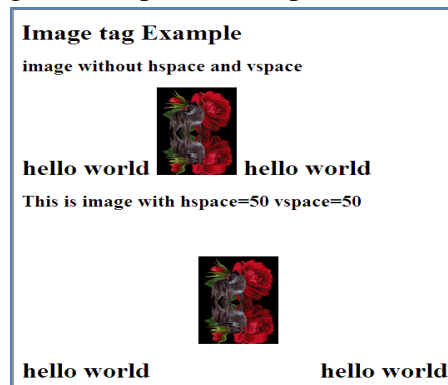 Image tag Example
image without hspace and vspace
hello world hello world
This is image with hspace=50 vspace=50
hello world hello world